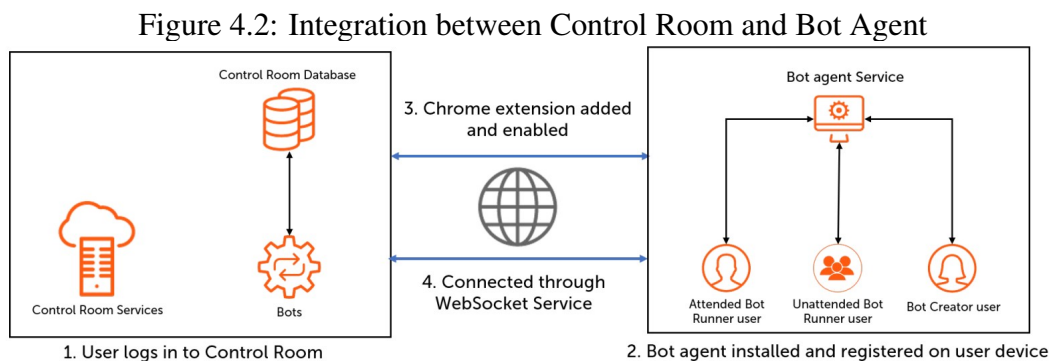 Figure 4.2: Integration between Control Room and Bot Agent
Control Room Database
Control Room Services
Bots
1. User logs in to Control Room
3. Chrome extension added
and enabled
4. Connected through
WebSocket Service
Bot agent Service
Attended Bot
Runner user
Unattended Bot
Runner user
Bot Creator user
2. Bot agent installed and registered on user device